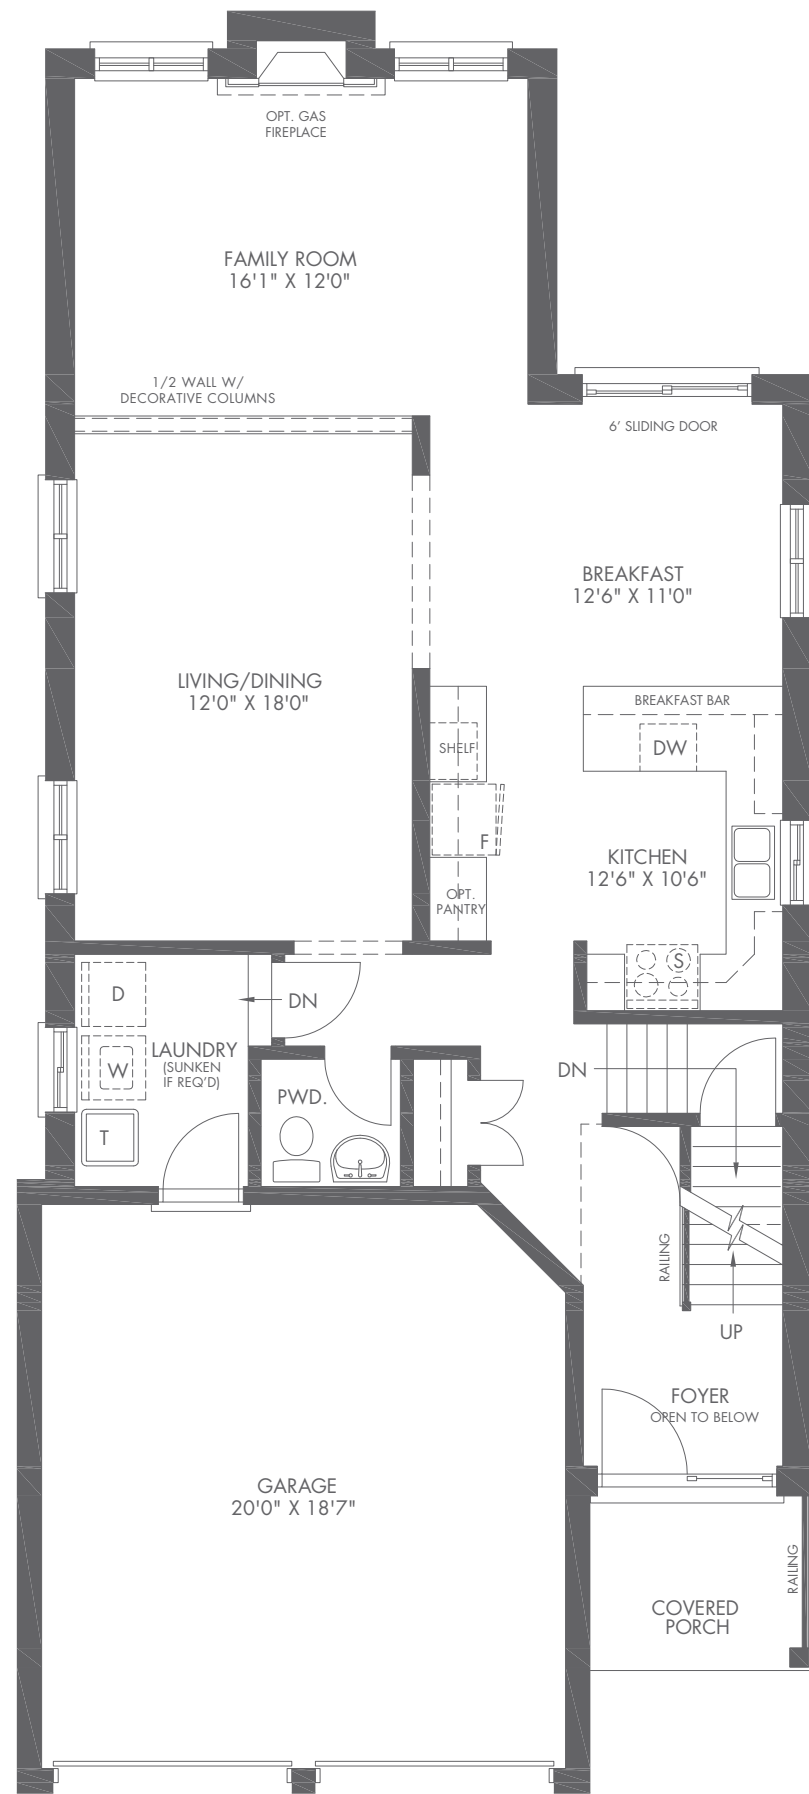 OPT. GAS
FIREPLACE
FAMILY ROOM
16'1" X 12'0"
1/2 WALL W/
DECORATIVE COLUMNS
6' SLIDING DOOR
BREAKFAST
12'6" X 11'0"
LIVING/DINING
12'0" X 18'0"
BREAKFAST BAR
SHELF
DW
F
KITCHEN
12'6" X 10'6"
OPT.
PANTRY
S
D
DN
LAUNDRY
(SUNKEN
IF REQ'D)
W
DN
PWD.
T
RAILING
UP
FOYER
OPEN TO BELOW
GARAGE
20'0" X 18'7"
RAILING
COVERED
PORCH